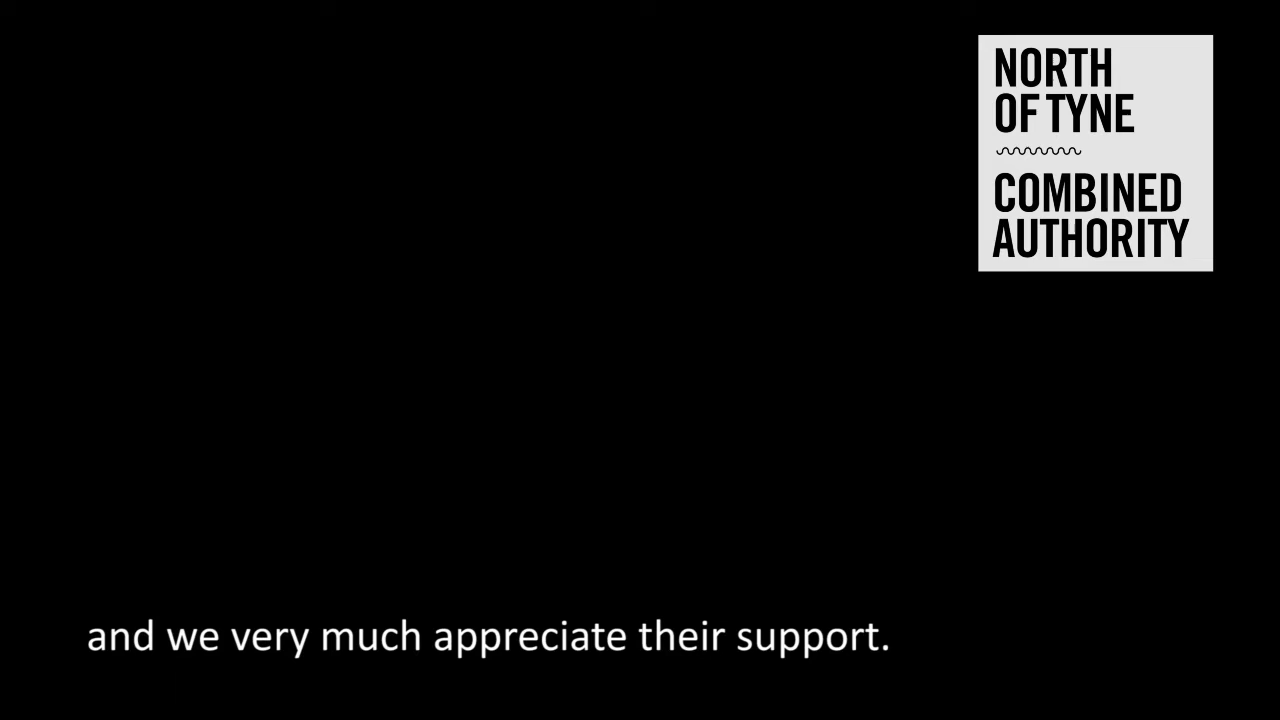 NORTH
OF TYNE
COMBINED
AUTHORITY
and we very much appreciate their support.